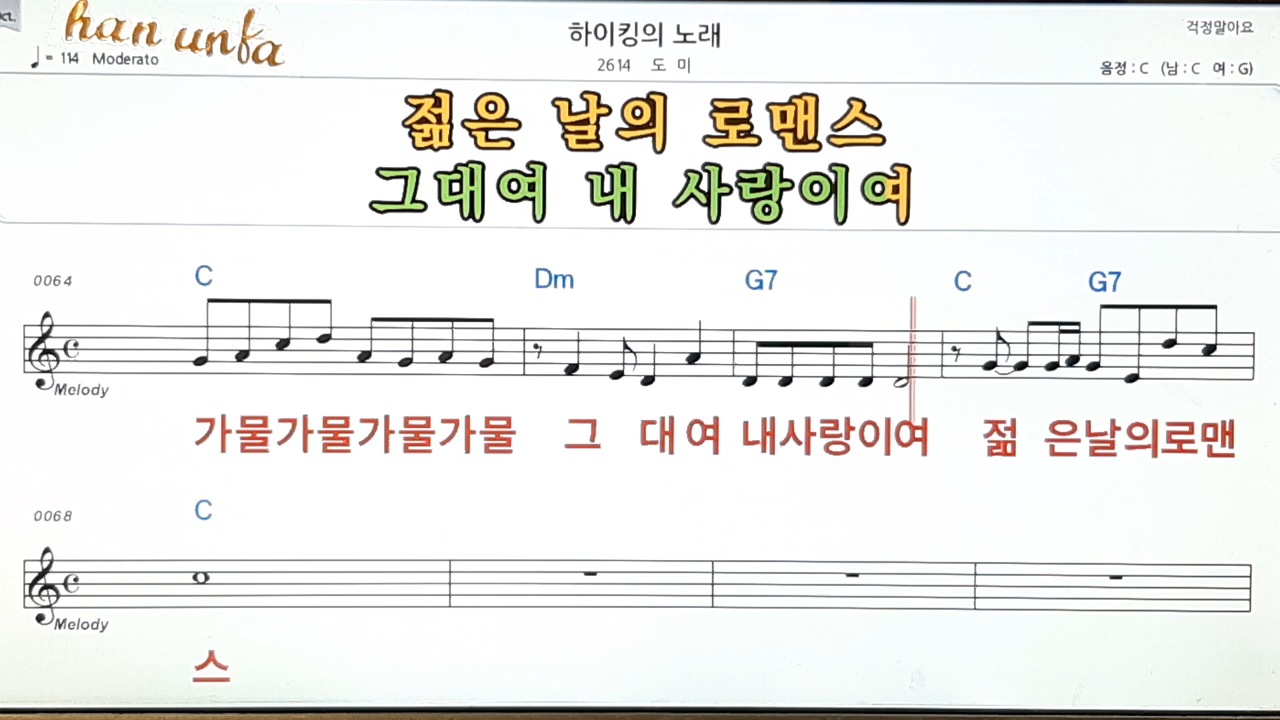 han unfa
하이킹의 노래
걱정말아요
♩= 114 Moderato
2614 도 미
음정 : C (남 : C 여 : G)
젊은 날의 로맨스
그대여 내 사랑이여
0064
C Dm G7 C G7
Melody
가물가물가물가물 그 대여 내사랑이여 젊 은날의로맨
0068
C
Melody
스